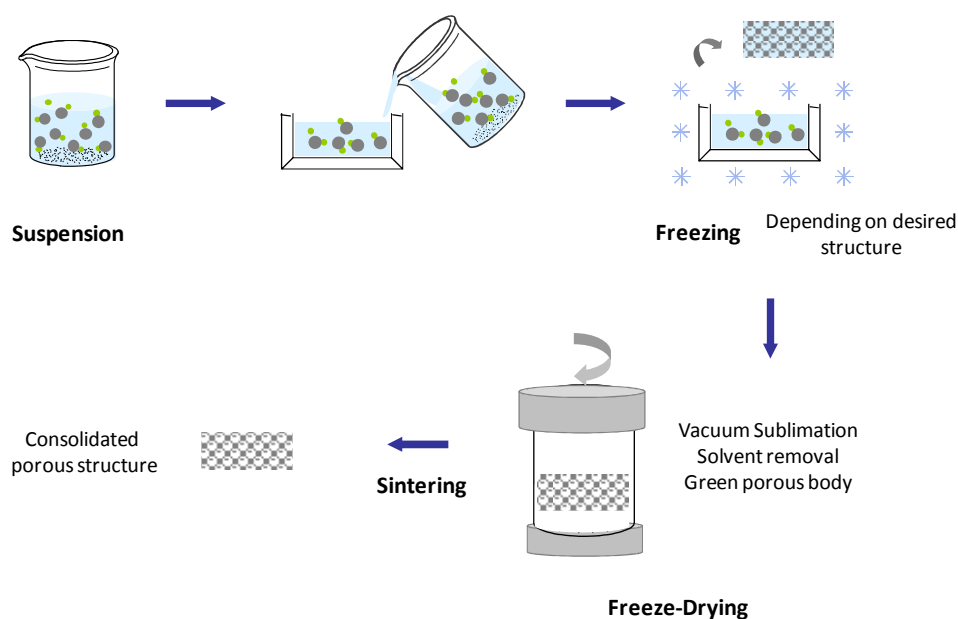 Suspension
Freezing
Depending on desired
structure
Vacuum Sublimation
Solvent removal
Green porous body
Consolidated
porous structure
Sintering
Freeze-Drying